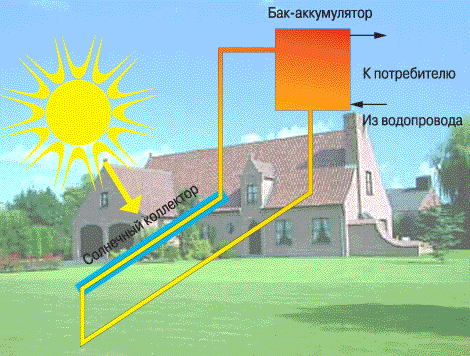 Бак-аккумулятор
К потребителю
Из водопровода
Солнечный коллектор